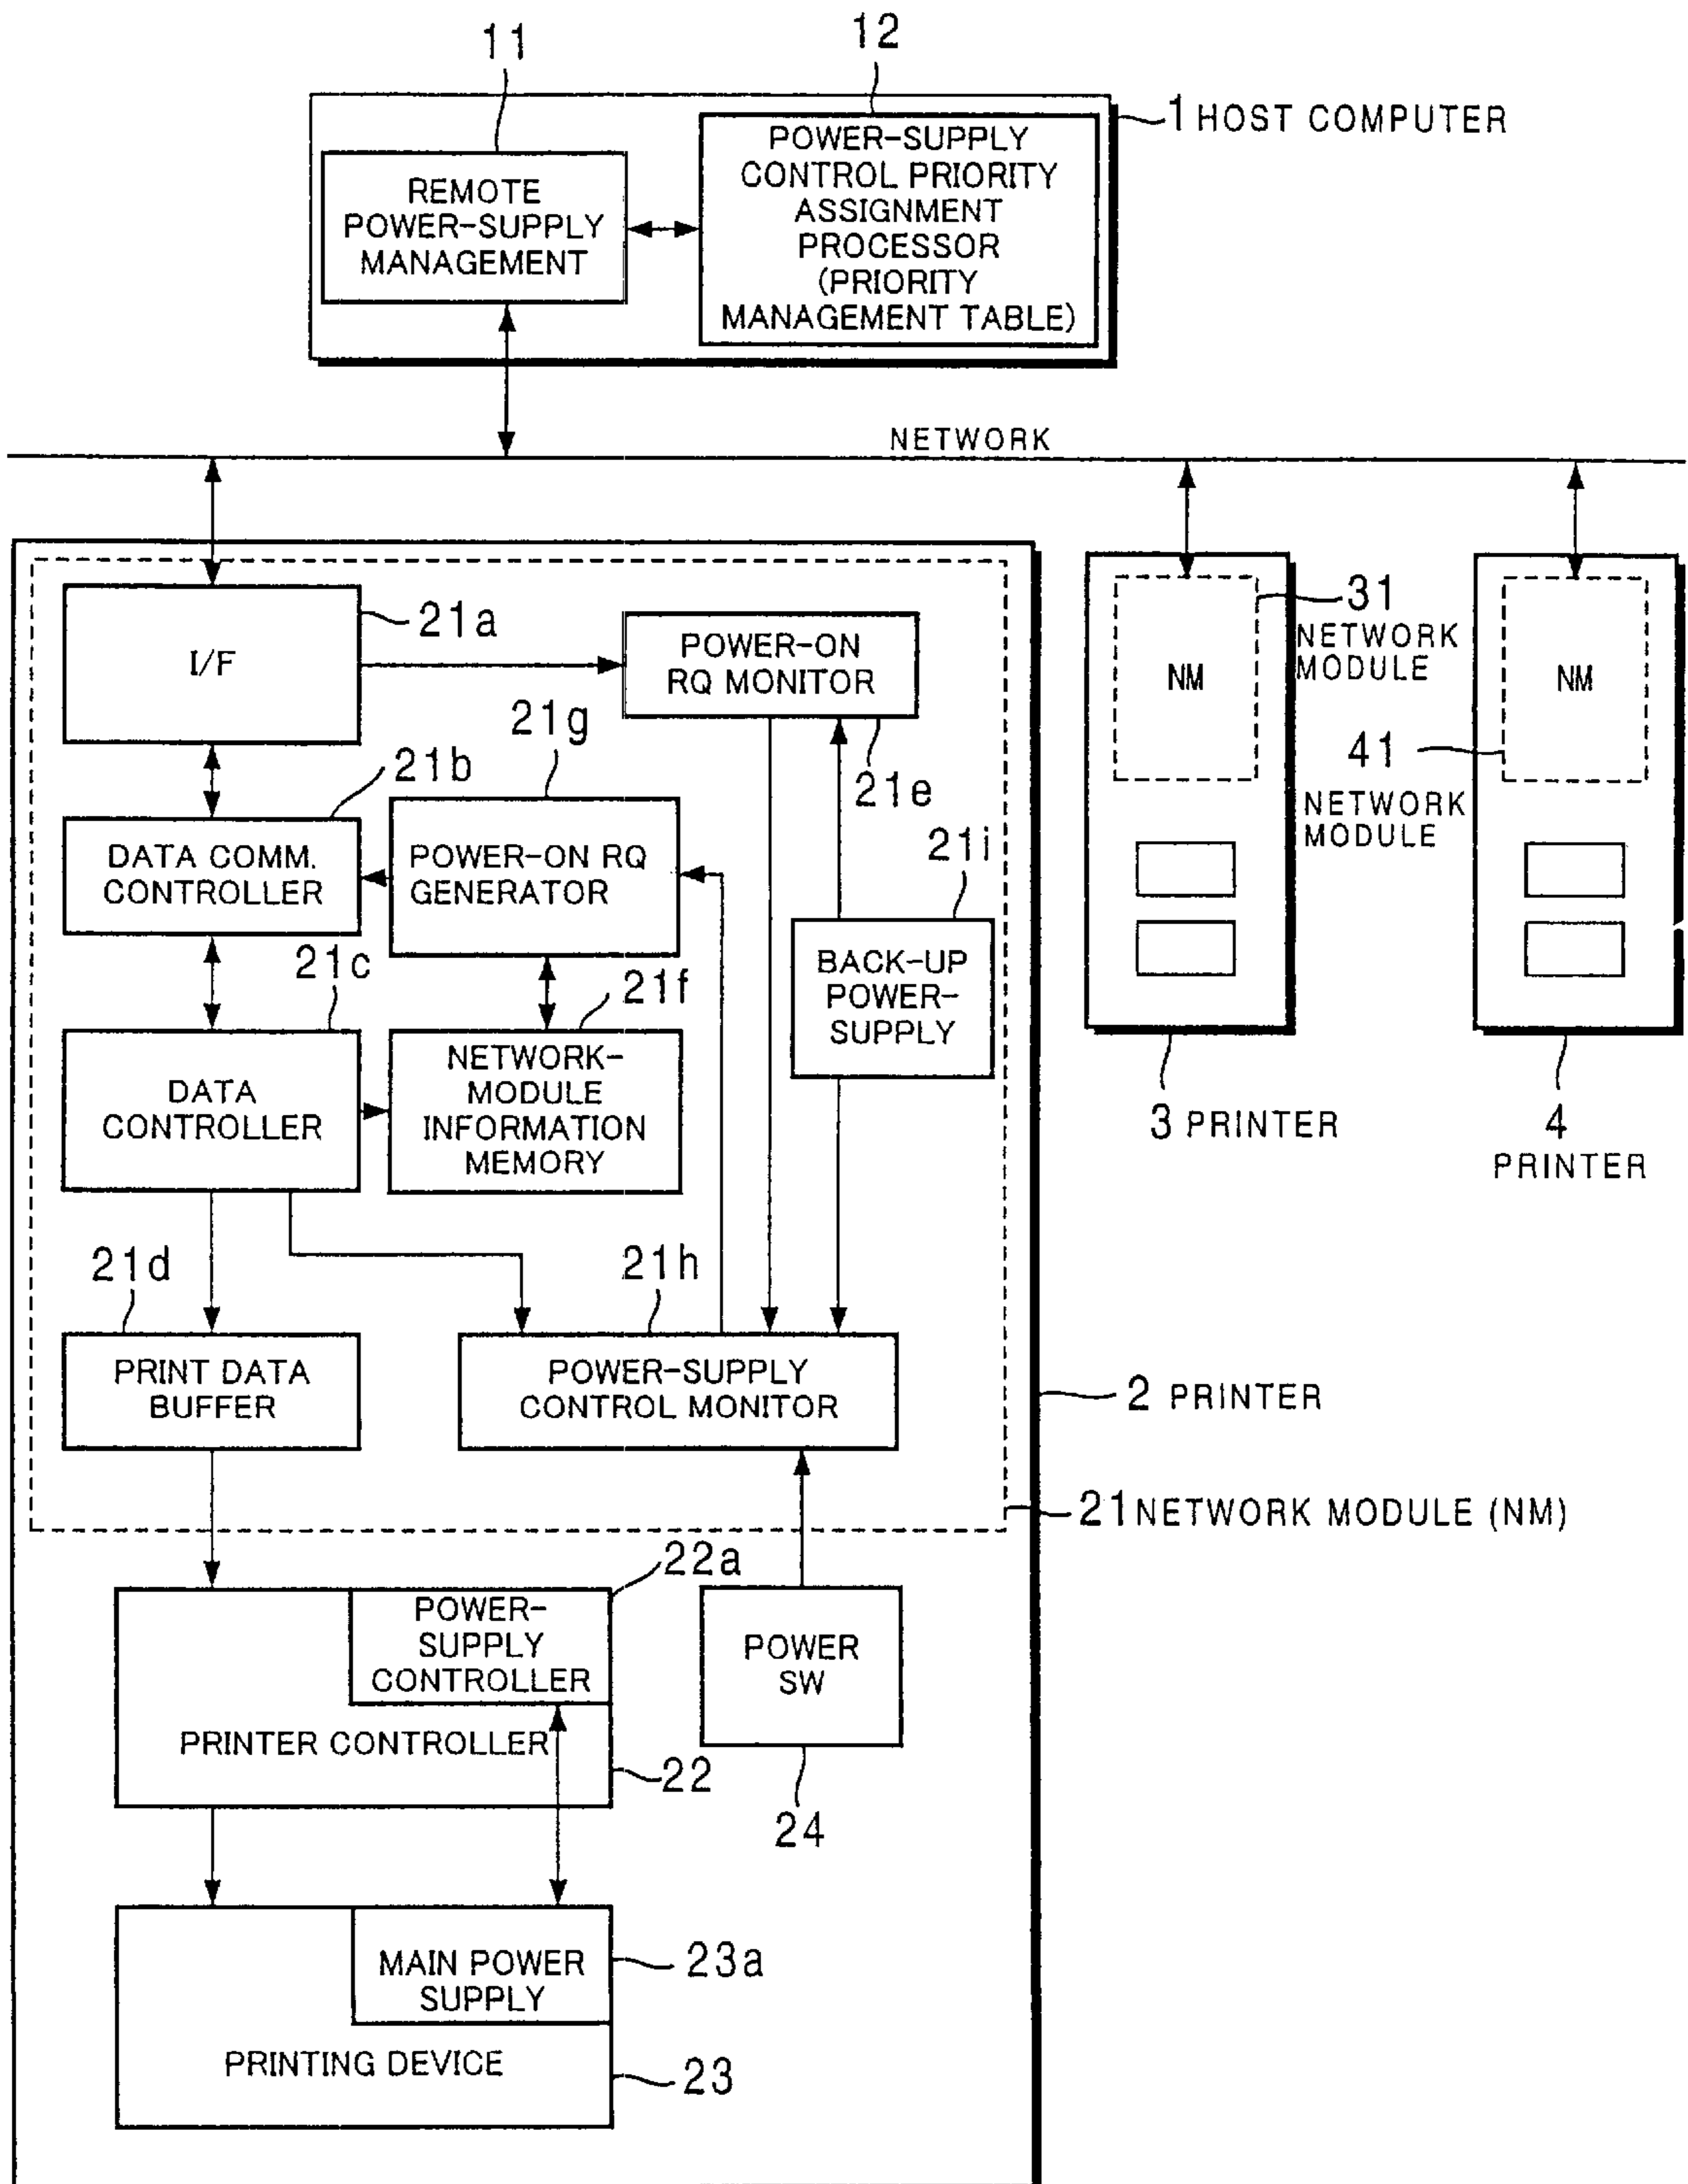 11
12
1 HOST COMPUTER
REMOTE
POWER-SUPPLY
MANAGEMENT
POWER-SUPPLY
CONTROL PRIORITY
ASSIGNMENT
PROCESSOR
(PRIORITY
MANAGEMENT TABLE)
NETWORK
I/F
21a
POWER-ON
RQ MONITOR
21e
21g
21b
DATA COMM.
CONTROLLER
POWER-ON RQ
GENERATOR
21i
BACK-UP
POWER-
SUPPLY
21c
21f
DATA
CONTROLLER
NETWORK-
MODULE
INFORMATION
MEMORY
21d
21h
PRINT DATA
BUFFER
POWER-SUPPLY
CONTROL MONITOR
NM
31
NETWORK
MODULE
NM
41
NETWORK
MODULE
3 PRINTER
4
PRINTER
2 PRINTER
21 NETWORK MODULE (NM)
22a
POWER-
SUPPLY
CONTROLLER
PRINTER CONTROLLER
22
POWER
SW
24
MAIN POWER
SUPPLY
23a
PRINTING DEVICE
23